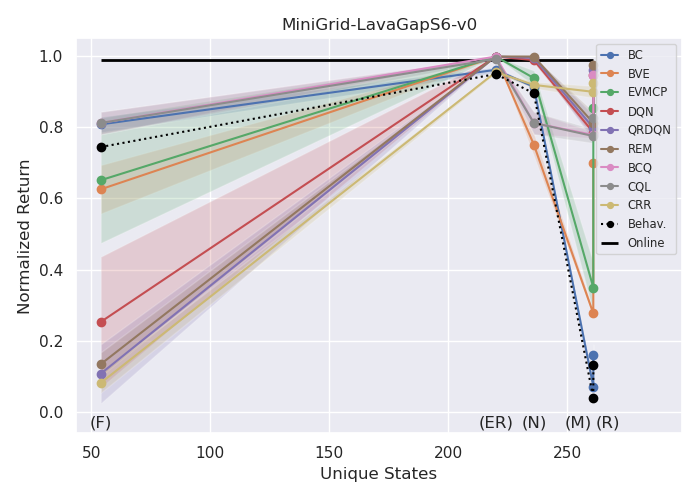 MiniGrid-LavaGapS6-v0
Normalized Return
1.0
0.8
0.6
0.4
0.2
0.0
BC
BVE
EVMCP
DQN
QRDQN
REM
BCQ
CQL
CRR
Behav.
Online
(F) (ER) (N) (M) (R)
50 100 150 200 250
Unique States